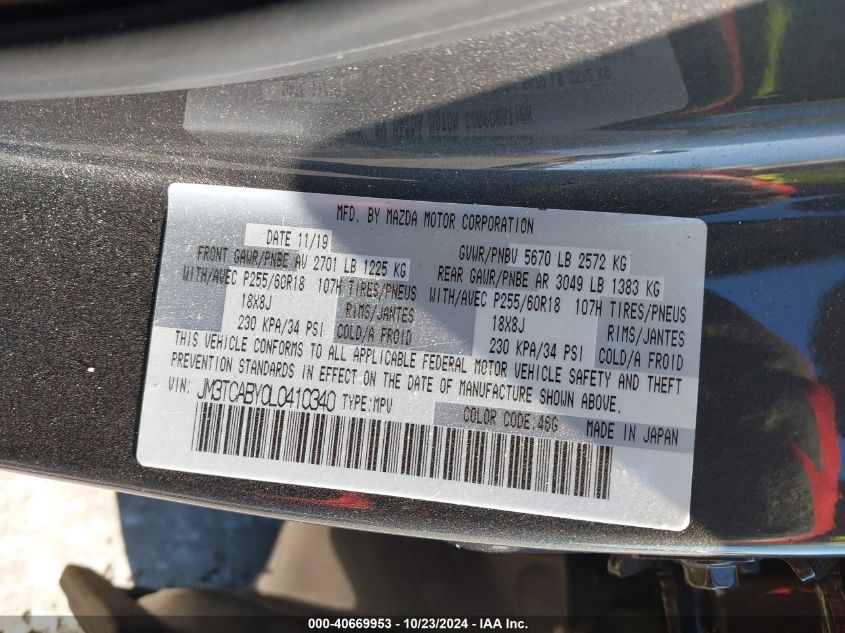 MFD. BY MAZDA MOTOR CORPORATION
DATE 11/19
GVWR/PNBV 5670 LB 2572 KG
FRONT GAWR/PNBE AV 2701 LB 1225 KG
REAR GAWR/PNBE AR 3049 LB 1383 KG
WITH/AVEC P255/60R18 107H TIRES/PNEUS
WITH/AVEC P255/60R18 107H TIRES/PNEUS
18X8J RIMS/JANTES
18X8J RIMS/JANTES
230 KPA/34 PSI COLD/A FROID
230 KPA/34 PSI COLD/A FROID
THIS VEHICLE CONFORMS TO ALL APPLICABLE FEDERAL MOTOR VEHICLE SAFETY AND THEFT
PREVENTION STANDARDS IN EFFECT ON THE DATE OF MANUFACTURE SHOWN ABOVE.
VIN: JM3TCABY0L0410340 TYPE:MPV
COLOR CODE:46G MADE IN JAPAN
000-40669953 - 10/23/2024 - IAA Inc.